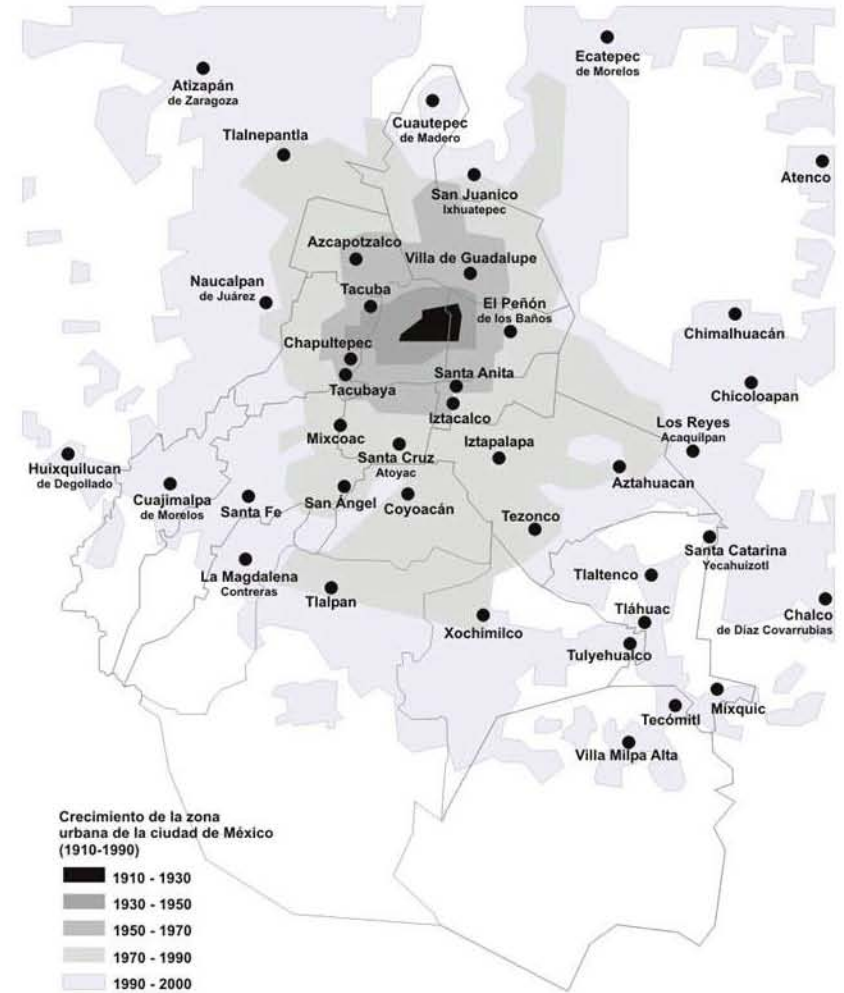 Ecatepec
de Morelos
Atizapán
de Zaragoza
Cuautepec
de Madero
Tlalnepantla
Atenco
San Juanico
Ixhuatepec
Azcapotzalco
Villa de Guadalupe
Naucalpan
de Juárez
Tacuba
El Peñón
de los Baños
Chimalhuacán
Chapultepec
Santa Anita
Tacubaya
Chicoloapan
Iztacalco
Los Reyes
Acaquilpan
Mixcoac
Santa Cruz
Atoyac
Iztapalapa
Huixquilucan
de Degollado
Aztahuacan
Cuajimalpa
de Morelos
Santa Fe
San Ángel
Coyoacán
Tezonco
Santa Catarina
Yecahuizotl
La Magdalena
Contreras
Tlaltenco
Tlalpan
Tláhuac
Chalco
de Díaz Covarrubias
Xochimilco
Tulyehualco
Mixquic
Tecómitl
Villa Milpa Alta
Crecimiento de la zona
urbana de la ciudad de México
(1910-1990)
1910 - 1930
1930 - 1950
1950 - 1970
1970 - 1990
1990 - 2000